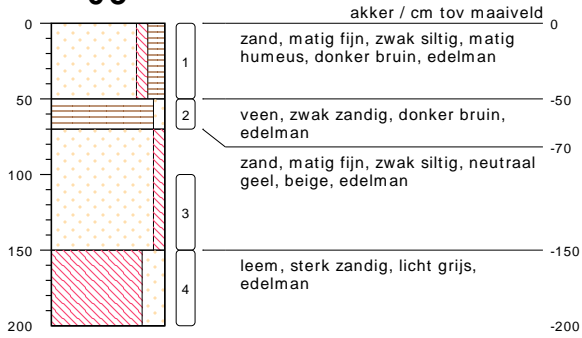 akker / cm tov maaiveld
0
0
zand, matig fijn, zwak siltig, matig
humeus, donker bruin, edelman
1
50
-50
veen, zwak zandig, donker bruin,
edelman
2
-70
zand, matig fijn, zwak siltig, neutraal
geel, beige, edelman
100
3
150
-150
leem, sterk zandig, licht grijs,
edelman
4
200
-200